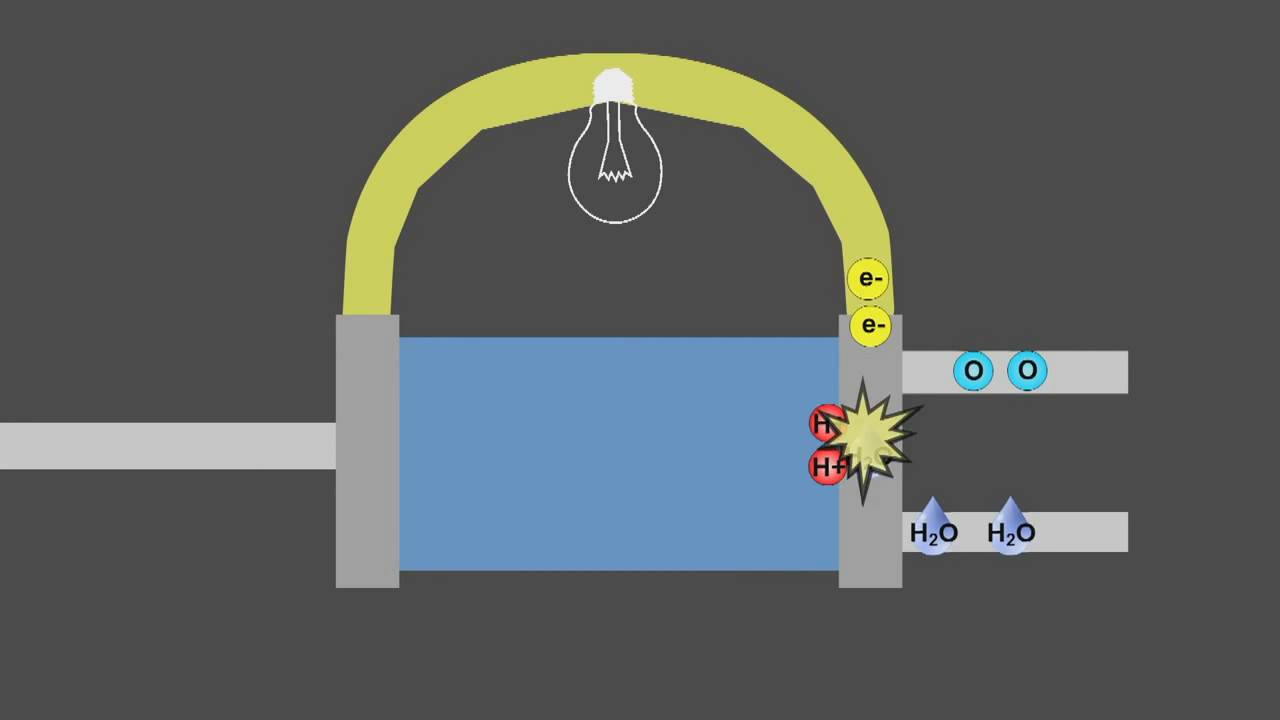 e-
e-
O O
H
H+
H₂O H₂O